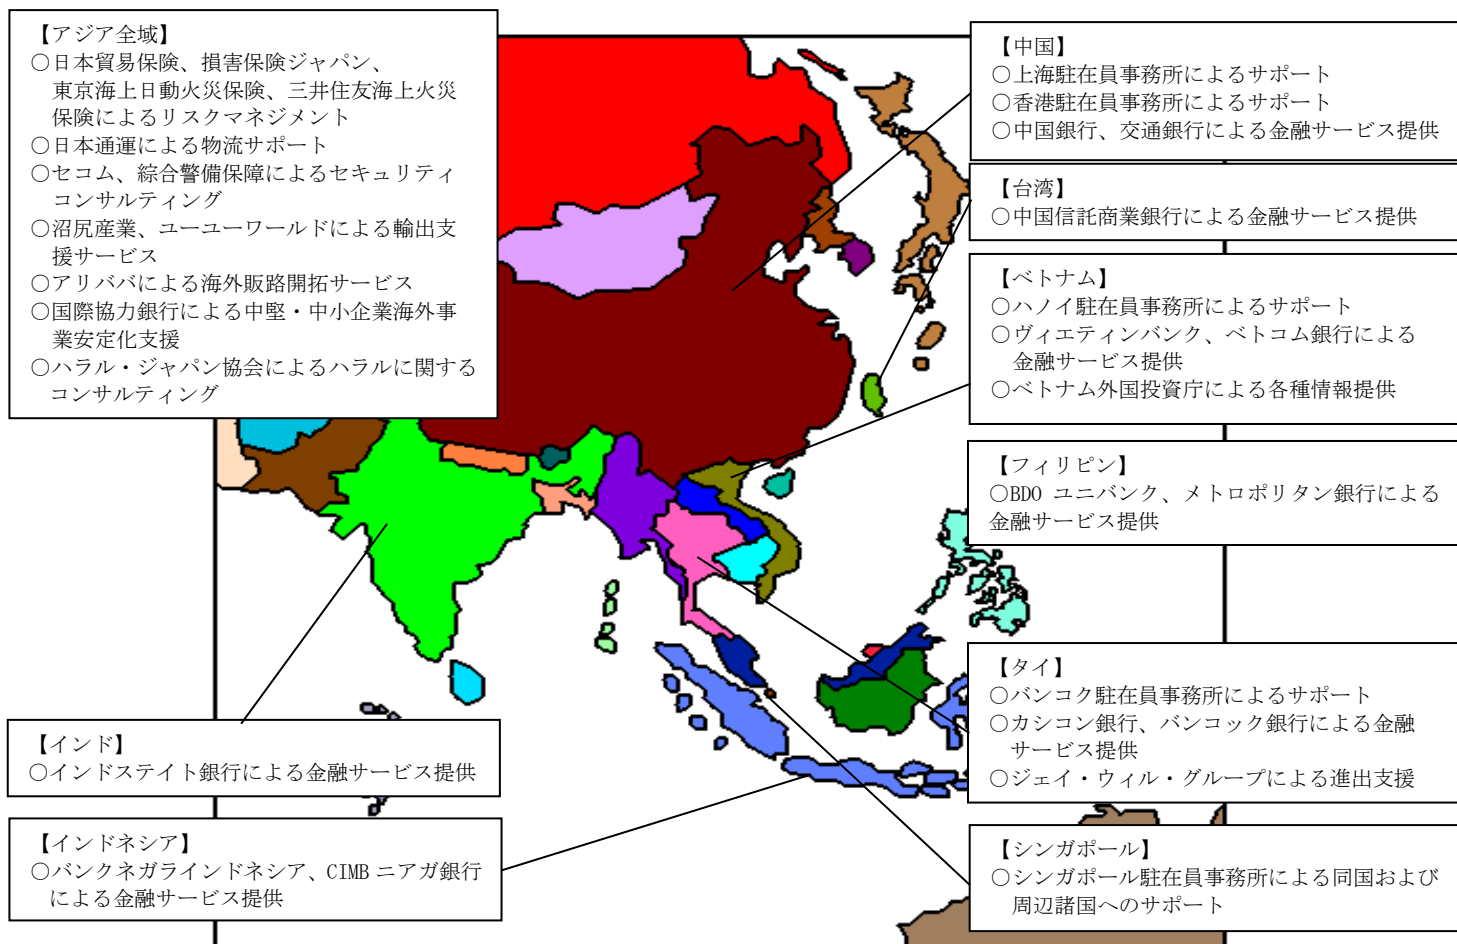 【アジア全域】
○日本貿易保険、損害保険ジャパン、
東京海上日動火災保険、三井住友海上火災
保険によるリスクマネジメント
○日本通運による物流サポート
○セコム、綜合警備保障によるセキュリティ
コンサルティング
○沼尻産業、ユーユーワールドによる輸出支
援サービス
○アリババによる海外販路開拓サービス
○国際協力銀行による中堅・中小企業海外事
業安定化支援
○ハラル・ジャパン協会によるハラルに関する
コンサルティング
【中国】
○上海駐在員事務所によるサポート
○香港駐在員事務所によるサポート
○中国銀行、交通銀行による金融サービス提供
【台湾】
○中国信託商業銀行による金融サービス提供
【ベトナム】
○ハノイ駐在員事務所によるサポート
○ヴィエティンバンク、ベトコム銀行による
金融サービス提供
○ベトナム外国投資庁による各種情報提供
【フィリピン】
○BDO ユニバンク、メトロポリタン銀行による
金融サービス提供
【タイ】
○バンコク駐在員事務所によるサポート
○カシコン銀行、バンコック銀行による金融
サービス提供
○ジェイ・ウィル・グループによる進出支援
【シンガポール】
○シンガポール駐在員事務所による同国および
周辺諸国へのサポート
【インド】
○インドステイト銀行による金融サービス提供
【インドネシア】
○バンクネガラインドネシア、CIMB ニアガ銀行
による金融サービス提供